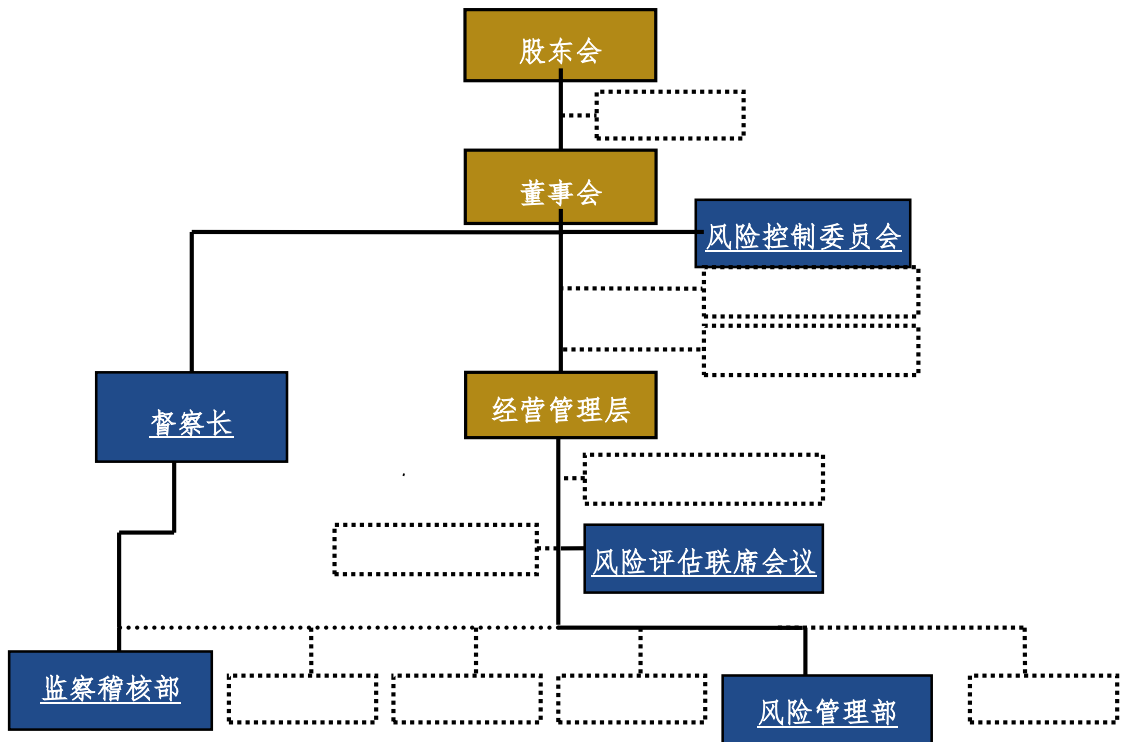 股东会
董事会
风险控制委员会
督察长
经营管理层
风险评估联席会议
监察稽核部
风险管理部